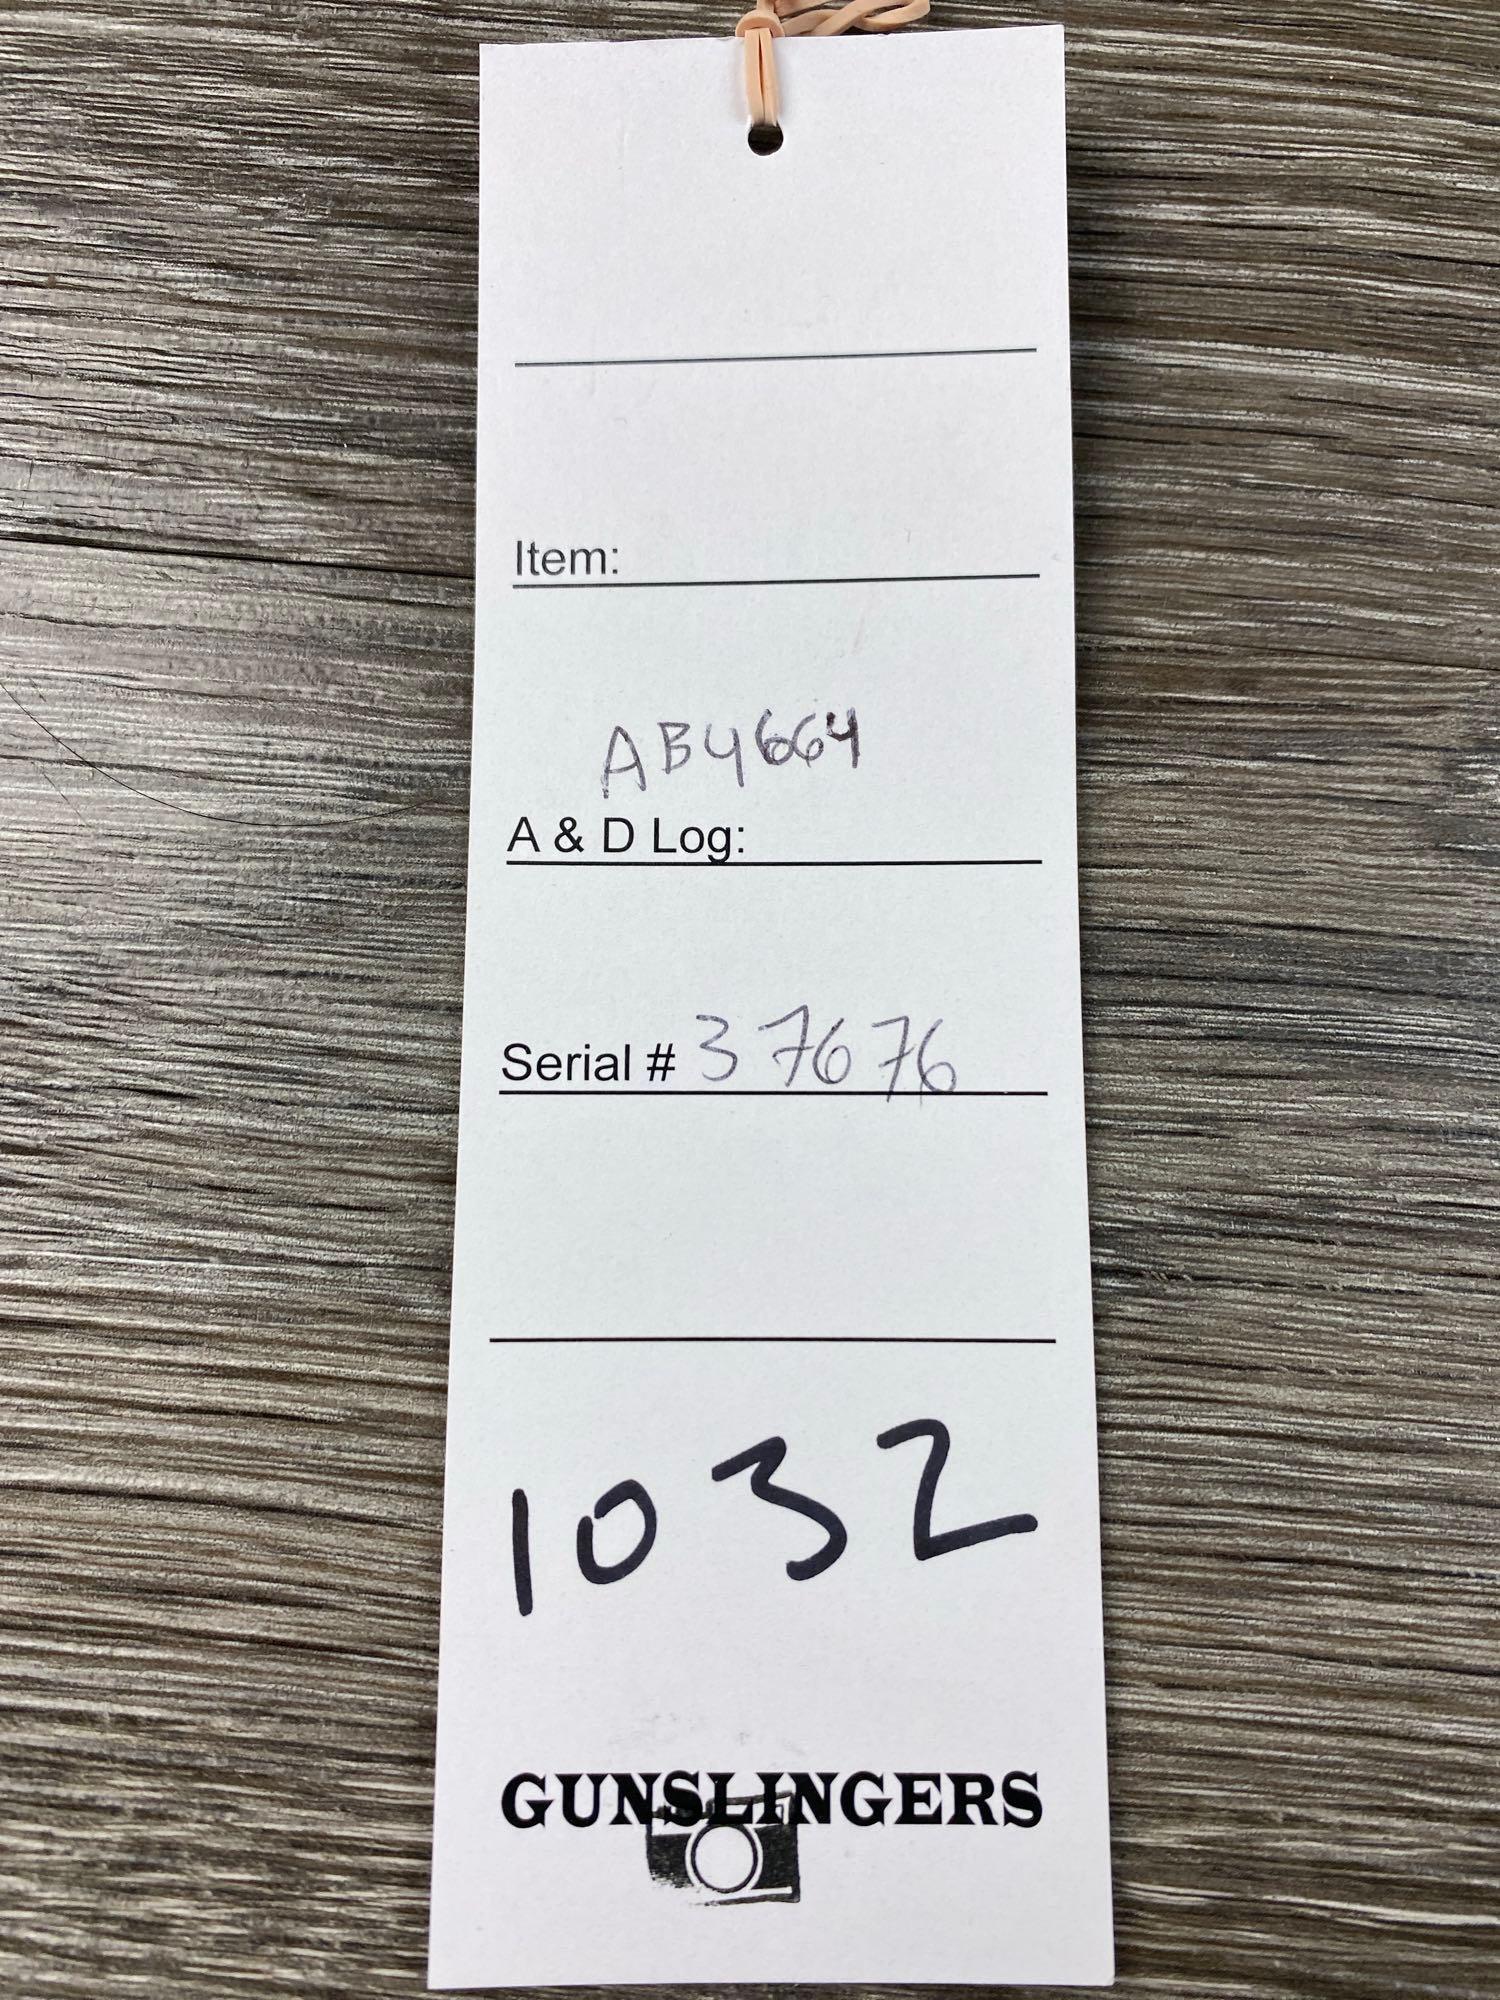 Item:
AB4664
A & D Log:
Serial # 37676
1032
GUNSLINGERS